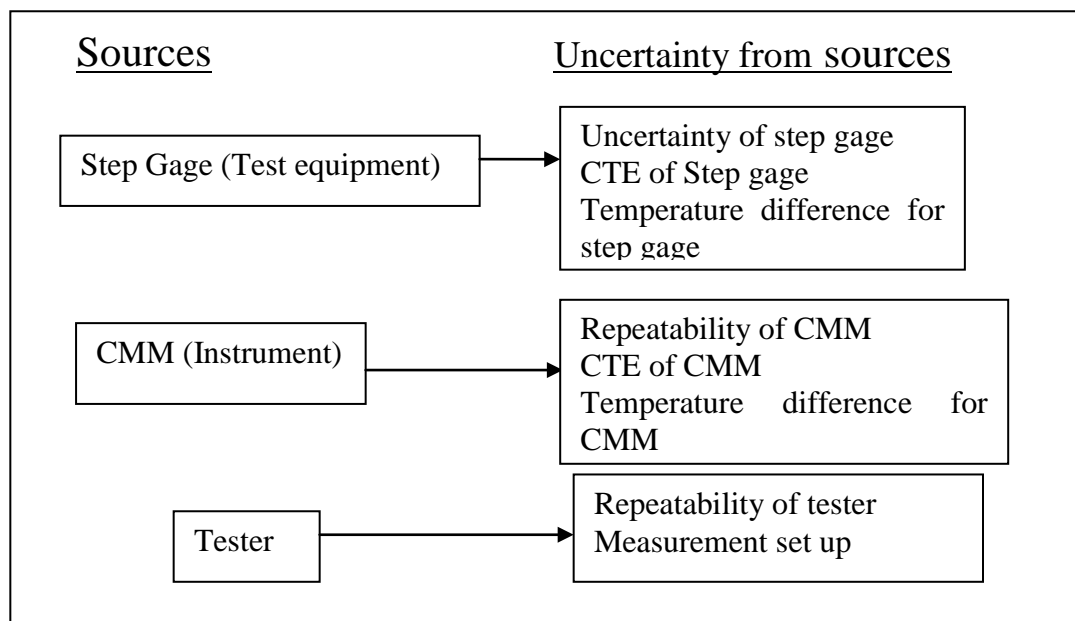 Sources
Uncertainty from sources
Step Gage (Test equipment)
Uncertainty of step gage
CTE of Step gage
Temperature difference for
step gage
CMM (Instrument)
Repeatability of CMM
CTE of CMM
Temperature difference for
CMM
Tester
Repeatability of tester
Measurement set up